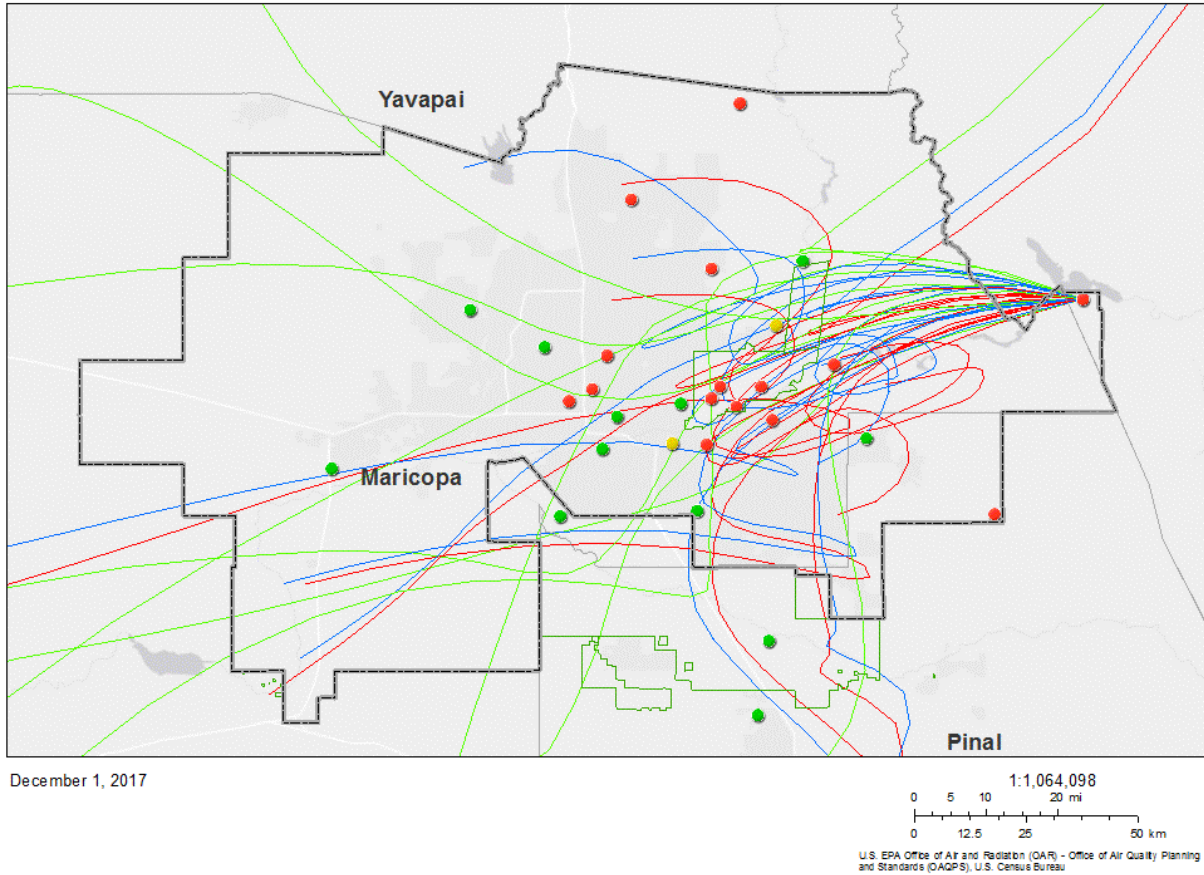 Yavapai
Maricopa
Pinal
December 1, 2017
1:1,064,098
0 5 10 20 mi
0 12.5 25 50 km
U.S. EPA Office of Air and Radiation (OAR) - Office of Air Quality Planning
and Standards (OAQPS), U.S. Census Bureau